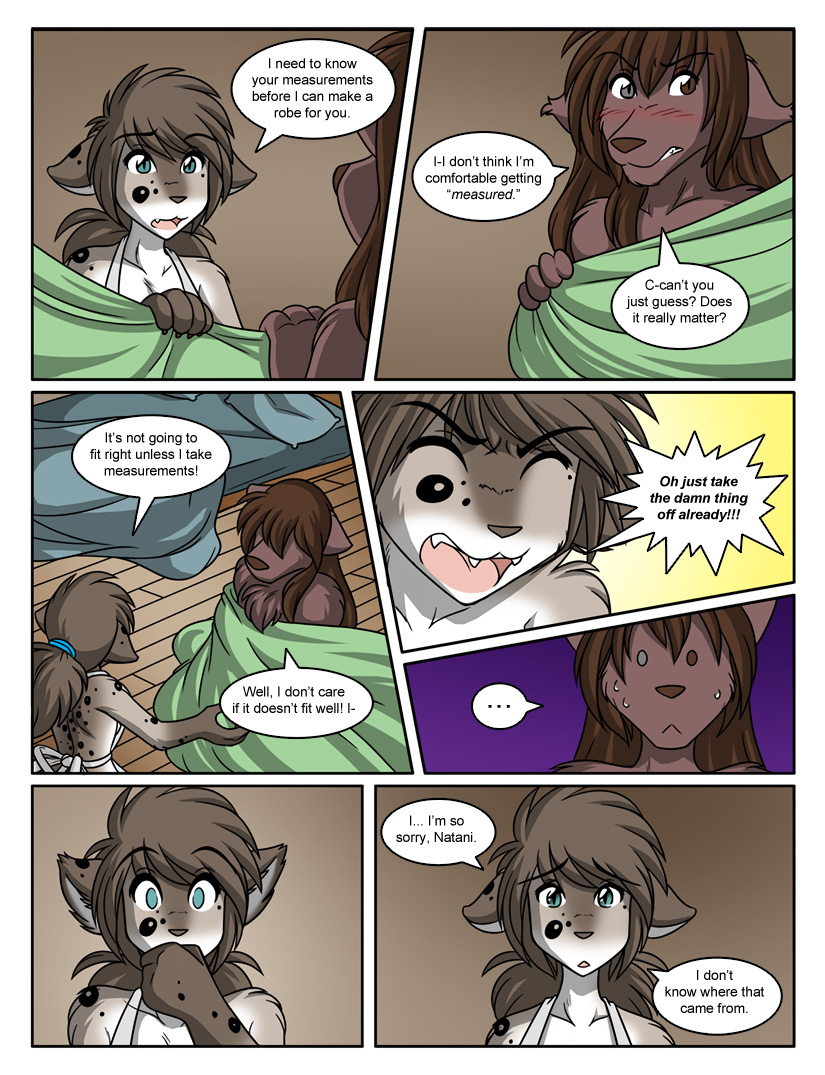 I need to know
your measurements
before I can make a
robe for you.
I-I don't think I'm
comfortable getting
"measured."
C-can't you
just guess? Does
it really matter?
It's not going to
fit right unless I take
measurements!
Well, I don't care
if it doesn't fit well! I-
Oh just take
the damn thing
off already!!!
...
I... I'm so
sorry, Natani.
I don't
know where that
came from.